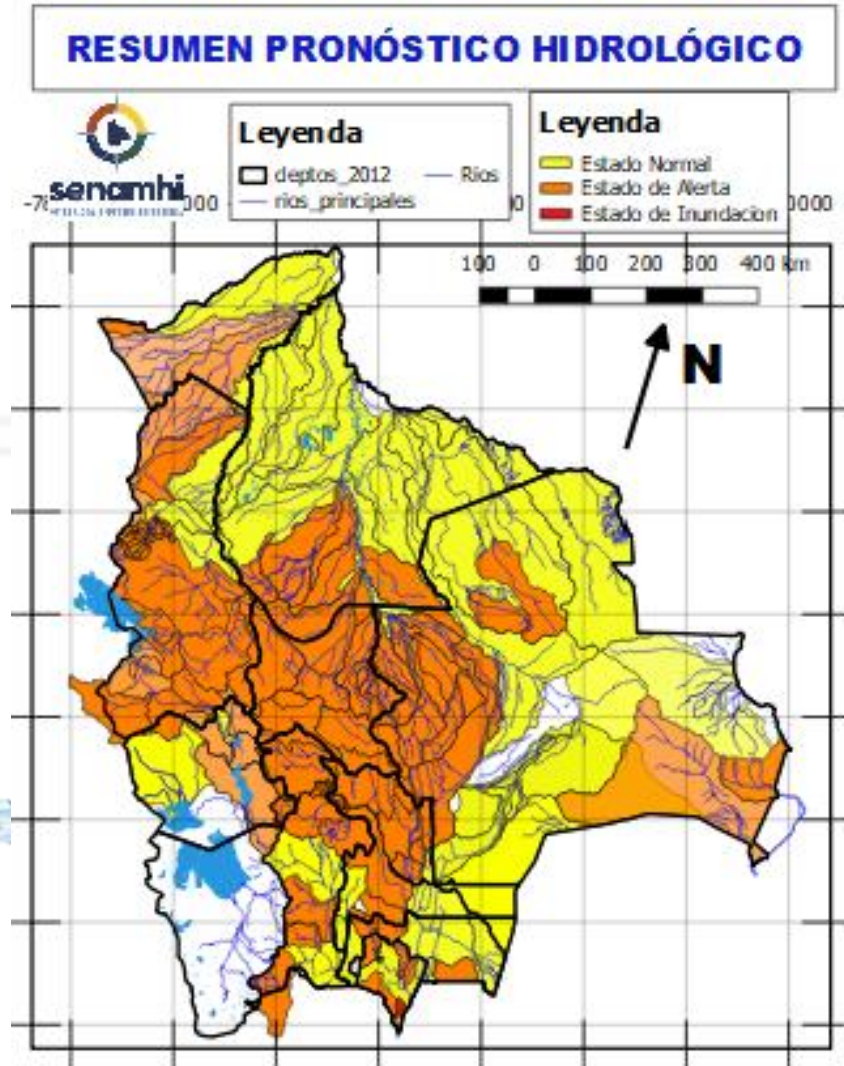 RESUMEN PRONÓSTICO HIDROLÓGICO
senamhi
Leyenda
deptos_2012
Rios
rios_principales
Leyenda
Estado Normal
Estado de Alerta
Estado de Inundacion
100 0 100 200 300 400 km
N